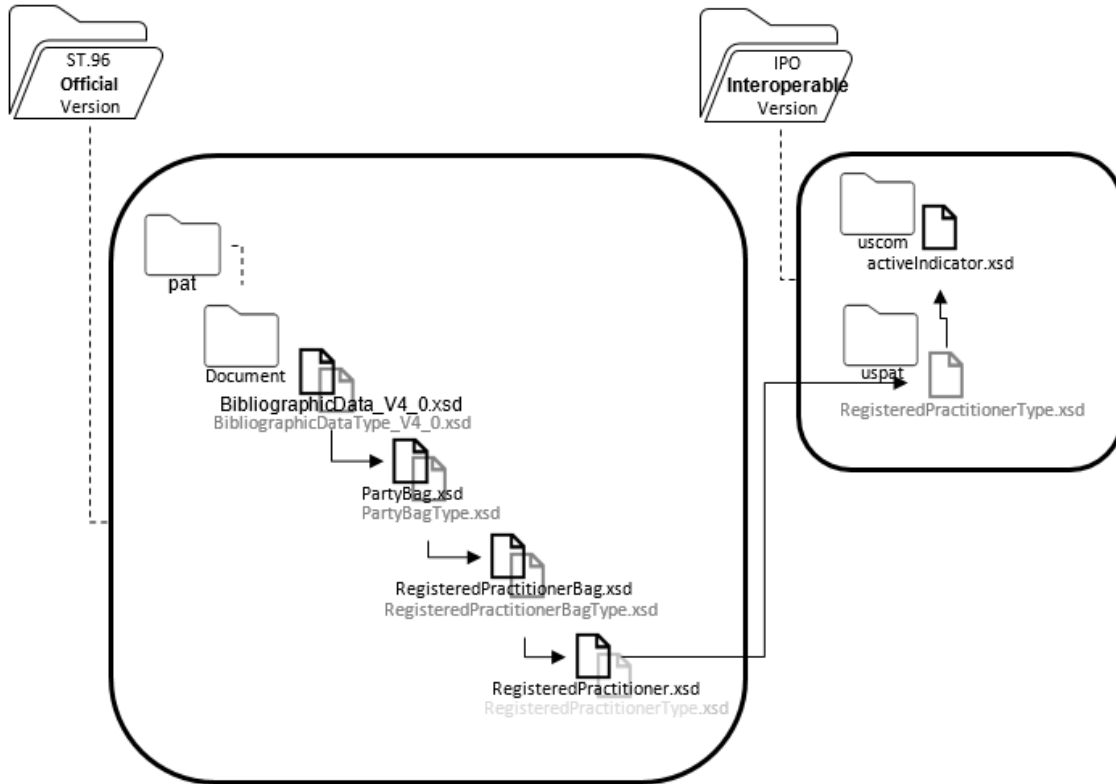 ST.96
Official
Version
IPO
Interoperable
Version
pat
Document
BibliographicData_V4_0.xsd
BibliographicDataType_V4_0.xsd
PartyBag.xsd
PartyBagType.xsd
RegisteredPractitionerBag.xsd
RegisteredPractitionerBagType.xsd
RegisteredPractitioner.xsd
RegisteredPractitionerType.xsd
uscom
activeIndicator.xsd
uspat
RegisteredPractitionerType.xsd